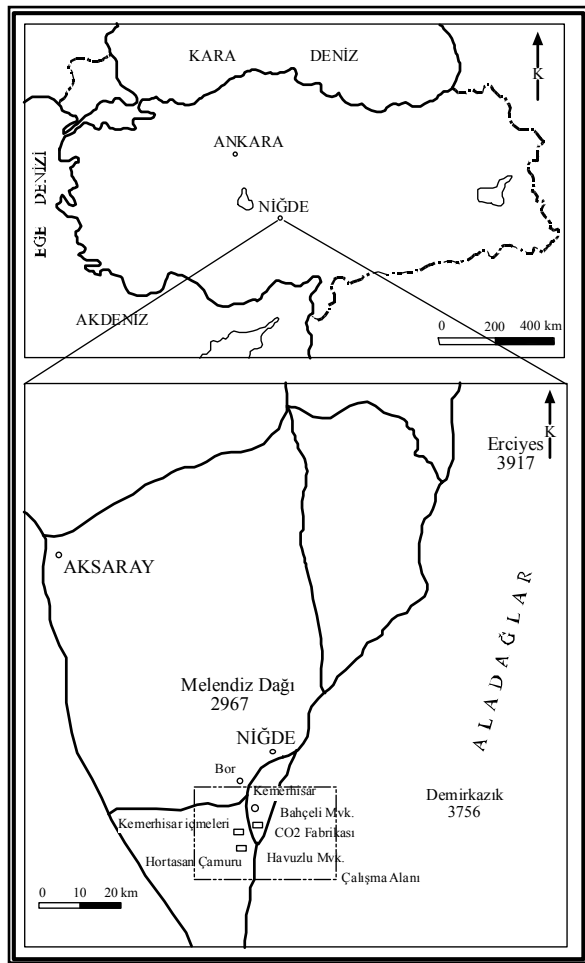 KARA DENİZ
K
ANKARA
EGE DENİZİ
NİĞDE
AKDENİZ
0 200 400 km
K
Erciyes
3917
AKSARAY
ALADAĞLAR
Melendiz Dağı
2967
NİĞDE
Bor
Kemerhisar
Demirkazık
3756
Bahçeli Mvk.
Kemerhisar içmeleri
CO2 Fabrikası
Hortasan Çamuru
Havuzlu Mvk.
Çalışma Alanı
0 10 20 km